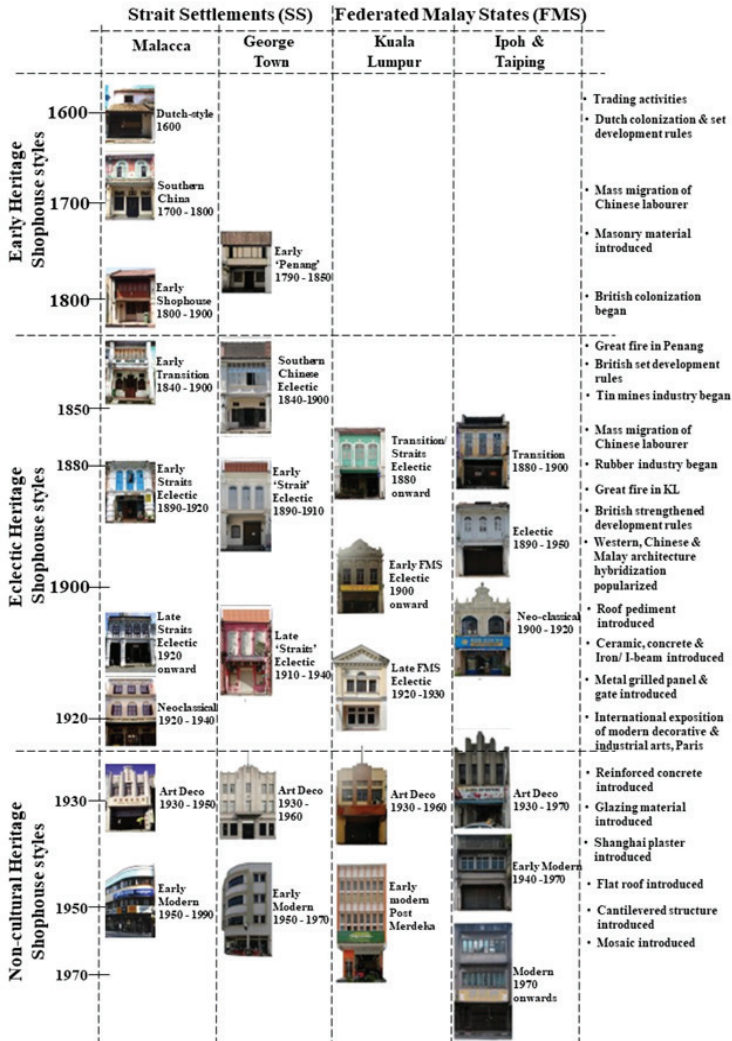 Strait Settlements (SS)
Federated Malay States (FMS)
Malacca
George
Town
Kuala
Lumpur
Ipoh &
Taiping
Early Heritage
Shophouse styles
1600
1700
1800
Dutch-style
1600
Southern
China
1700 - 1800
Early
Shophouse
1800 - 1900
Early
'Penang'
1790 - 1850
• Trading activities
• Dutch colonization & set
development rules
• Mass migration of
Chinese labourer
• Masonry material
introduced
• British colonization
began
Eclectic Heritage
Shophouse styles
1850
1880
1900
1920
Early
Transition
1840 - 1900
Early
Straits
Eclectic
1890-1920
Late
Straits
Eclectic
1920
onward
Neoclassical
1920 - 1940
Southern
Chinese
Eclectic
1840-1900
Early
'Strait'
Eclectic
1890-1910
Late
'Straits'
Eclectic
1910 - 1940
Transition/
Straits
Eclectic
1880
onward
Early FMS
Eclectic
1900
onward
Late FMS
Eclectic
1920 -1930
Transition
1880 - 1900
Eclectic
1890 - 1950
Neo-classical
1900 - 1920
• Great fire in Penang
• British set development
rules
• Tin mines industry began
• Mass migration of
Chinese labourer
• Rubber industry began
• Great fire in KL
• British strengthened
development rules
• Western, Chinese &
Malay architecture
hybridization
popularized
• Roof pediment
introduced
• Ceramic, concrete &
Iron/ I-beam introduced
• Metal grilled panel &
gate introduced
• International exposition
of modern decorative &
industrial arts, Paris
Non-cultural Heritage
Shophouse styles
1930
1950
1970
Art Deco
1930 - 1950
Early
Modern
1950 - 1990
Art Deco
1930 -
1960
Early
Modern
1950 - 1970
Art Deco
1930 - 1960
Early
modern
Post
Merdeka
Art Deco
1930 - 1970
Early Modern
1940 -1970
Modern
1970
onwards
• Reinforced concrete
introduced
• Glazing material
introduced
• Shanghai plaster
introduced
• Flat roof introduced
• Cantilevered structure
introduced
• Mosaic introduced